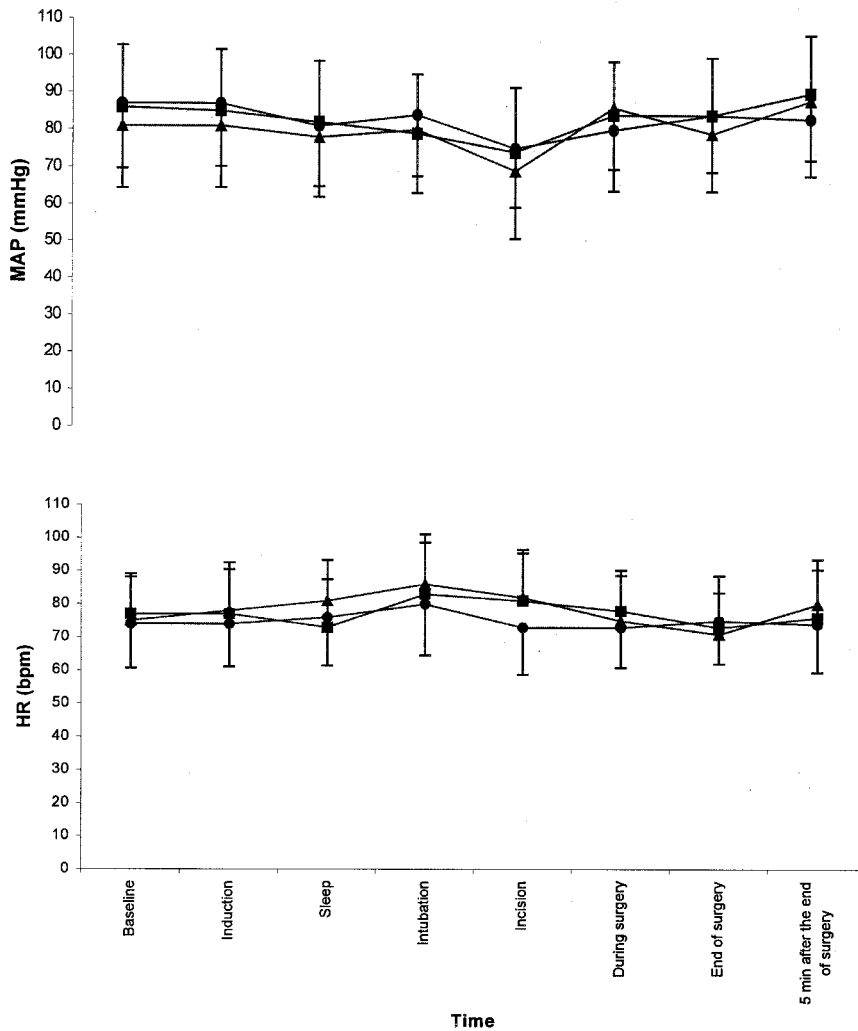 110
100
90
80
70
60
50
40
30
20
10
0
MAP (mmHg)
110
100
90
80
70
60
50
40
30
20
10
0
HR (bpm)
Baseline
Induction
Sleep
Intubation
Incision
During surgery
End of surgery
5 min after the end
of surgery
Time